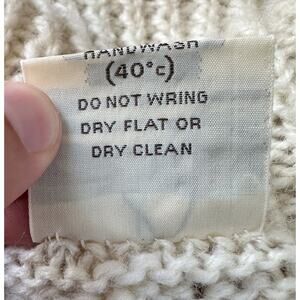 HANDWASH
(40°c)
DO NOT WRING
DRY FLAT OR
DRY CLEAN